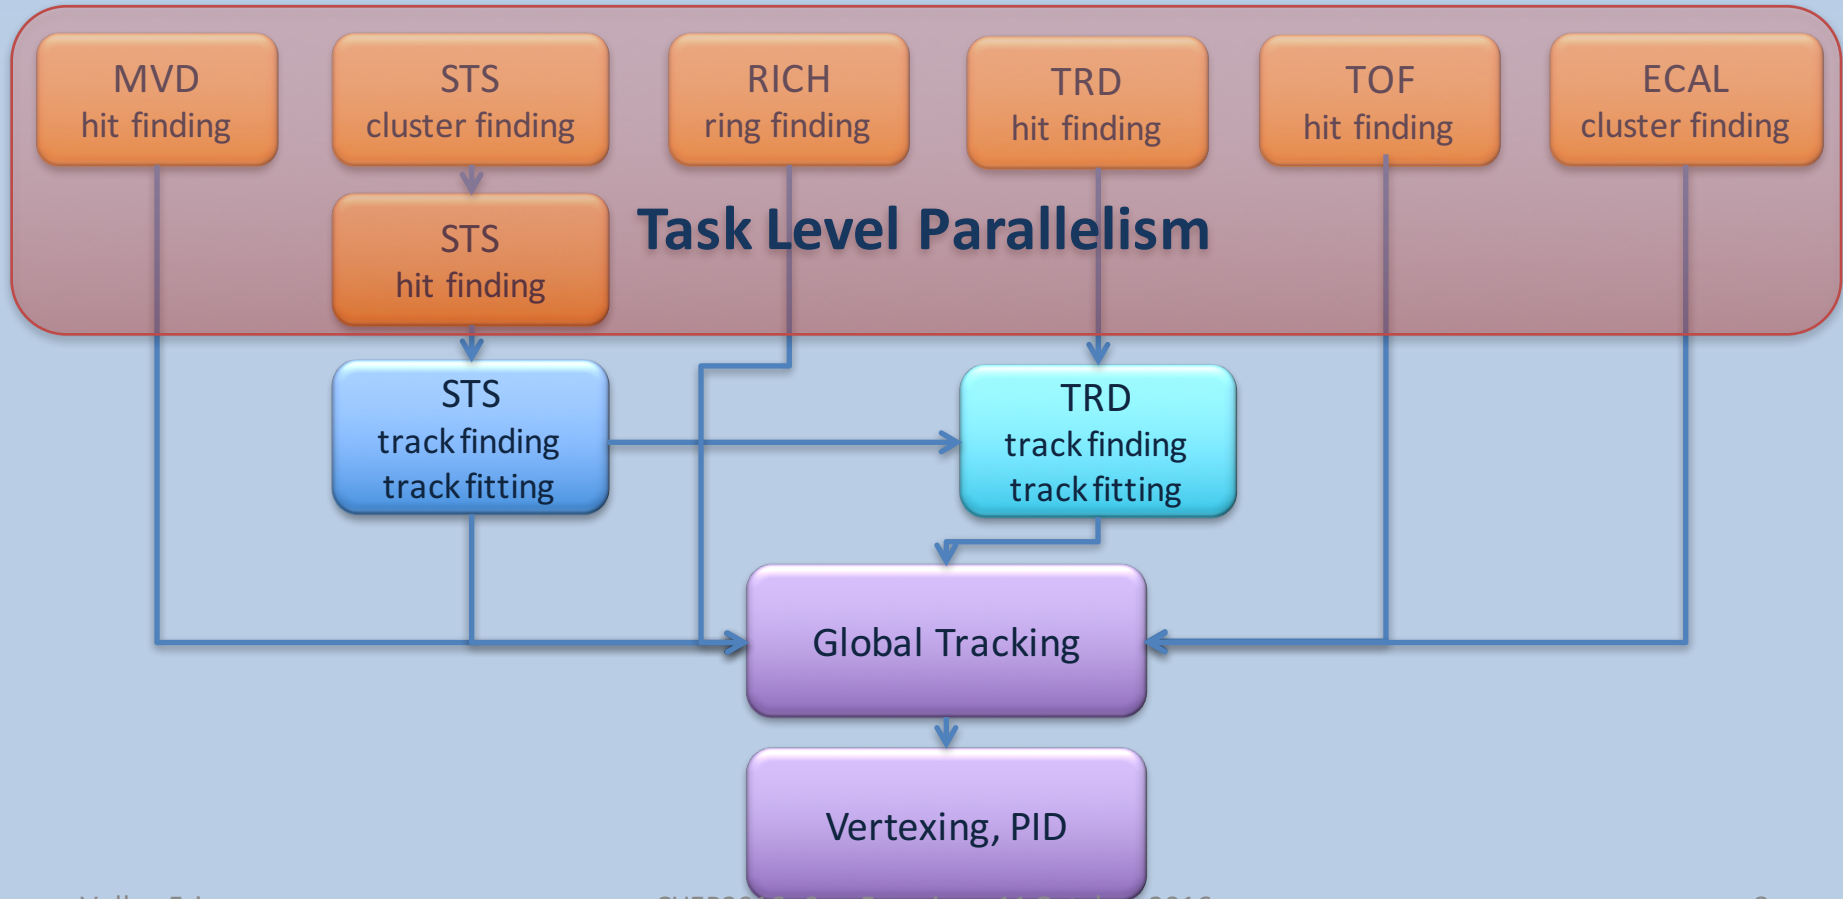 MVD
hit finding
STS
cluster finding
RICH
ring finding
TRD
hit finding
TOF
hit finding
ECAL
cluster finding
STS
hit finding
Task Level Parallelism
STS
track finding
track fitting
TRD
track finding
track fitting
Global Tracking
Vertexing, PID